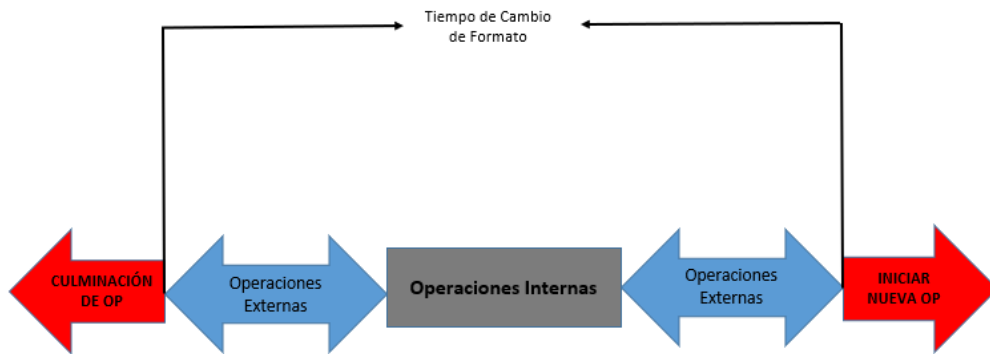 Tiempo de Cambio
de Formato
CULMINACIÓN
DE OP
Operaciones
Externas
Operaciones Internas
Operaciones
Externas
INICIAR
NUEVA OP